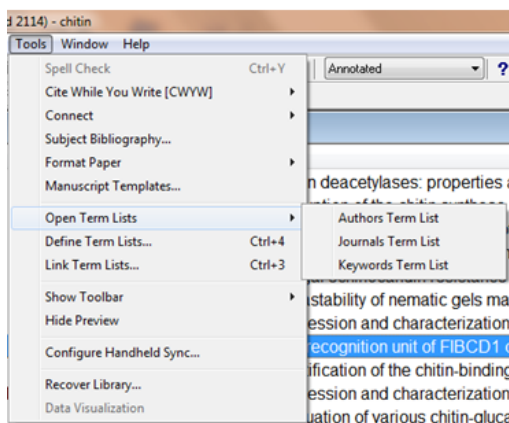 d 2114) - chitin
Tools Window Help
Annotated ?
Spell Check Ctrl+Y
Cite While You Write [CWYW]
Connect
Subject Bibliography...
Format Paper
Manuscript Templates...
n deacetylases: properties a
Open Term Lists
Authors Term List
Define Term Lists... Ctrl+4
Journals Term List
Link Term Lists... Ctrl+3
Keywords Term List
Show Toolbar
stability of nematic gels ma
Hide Preview
ession and characterization
Configure Handheld Sync...
recognition unit of FIBCD1
ification of the chitin-binding
Recover Library...
ession and characterization
Data Visualization
uation of various chitin-gluca